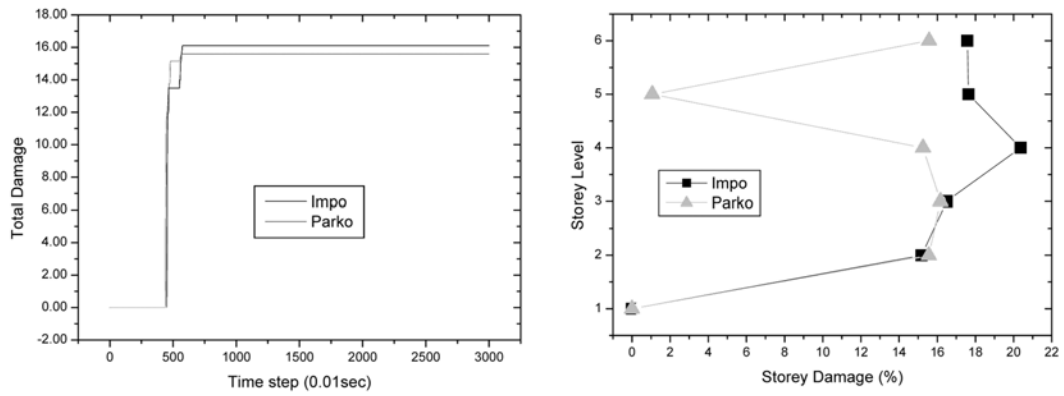 18.00
16.00
14.00
12.00
10.00
8.00
6.00
4.00
2.00
0.00
-2.00
Total Damage
Impo
Parko
0 500 1000 1500 2000 2500 3000
Time step (0.01sec)
6
5
4
3
2
1
Storey Level
Impo
Parko
0 2 4 6 8 10 12 14 16 18 20 22
Storey Damage (%)